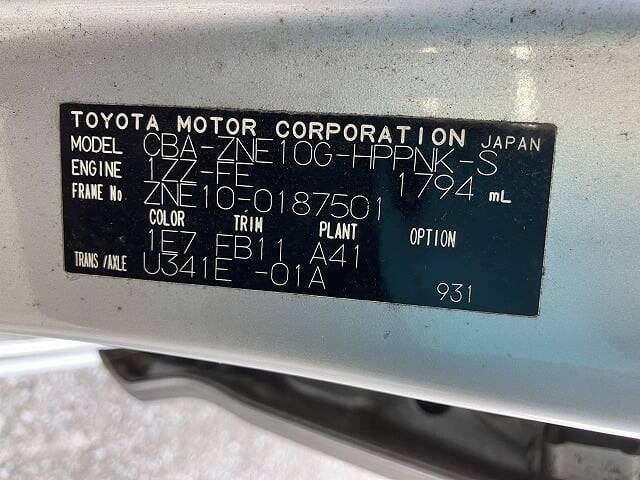 TOYOTA MOTOR CORPORATION JAPAN
MODEL CBA-ZNE10G-HPPNK-S
ENGINE 1ZZ-FE 1794 mL
FRAME No. ZNE10-0187501
COLOR TRIM PLANT OPTION
1E7 FB11 A41
TRANS/AXLE U341E -01A 931